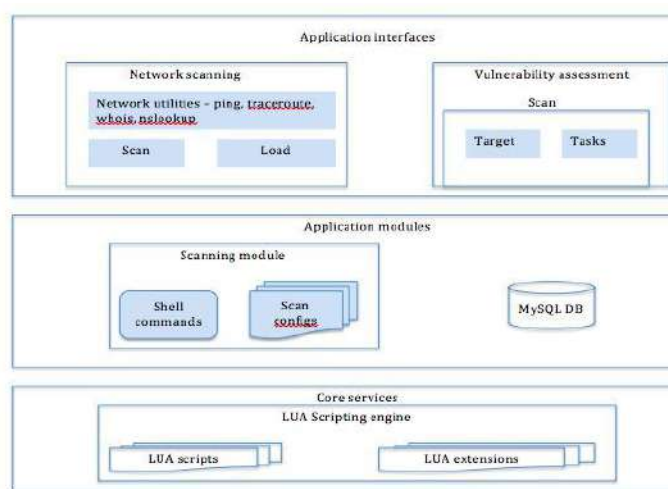 Application interfaces
Network scanning
Network utilities – ping, traceroute,
whois, nslookup
Scan
Load
Vulnerability assessment
Scan
Target
Tasks
Application modules
Scanning module
Shell
commands
Scan
configs
MySQL DB
Core services
LUA Scripting engine
LUA scripts
LUA extensions